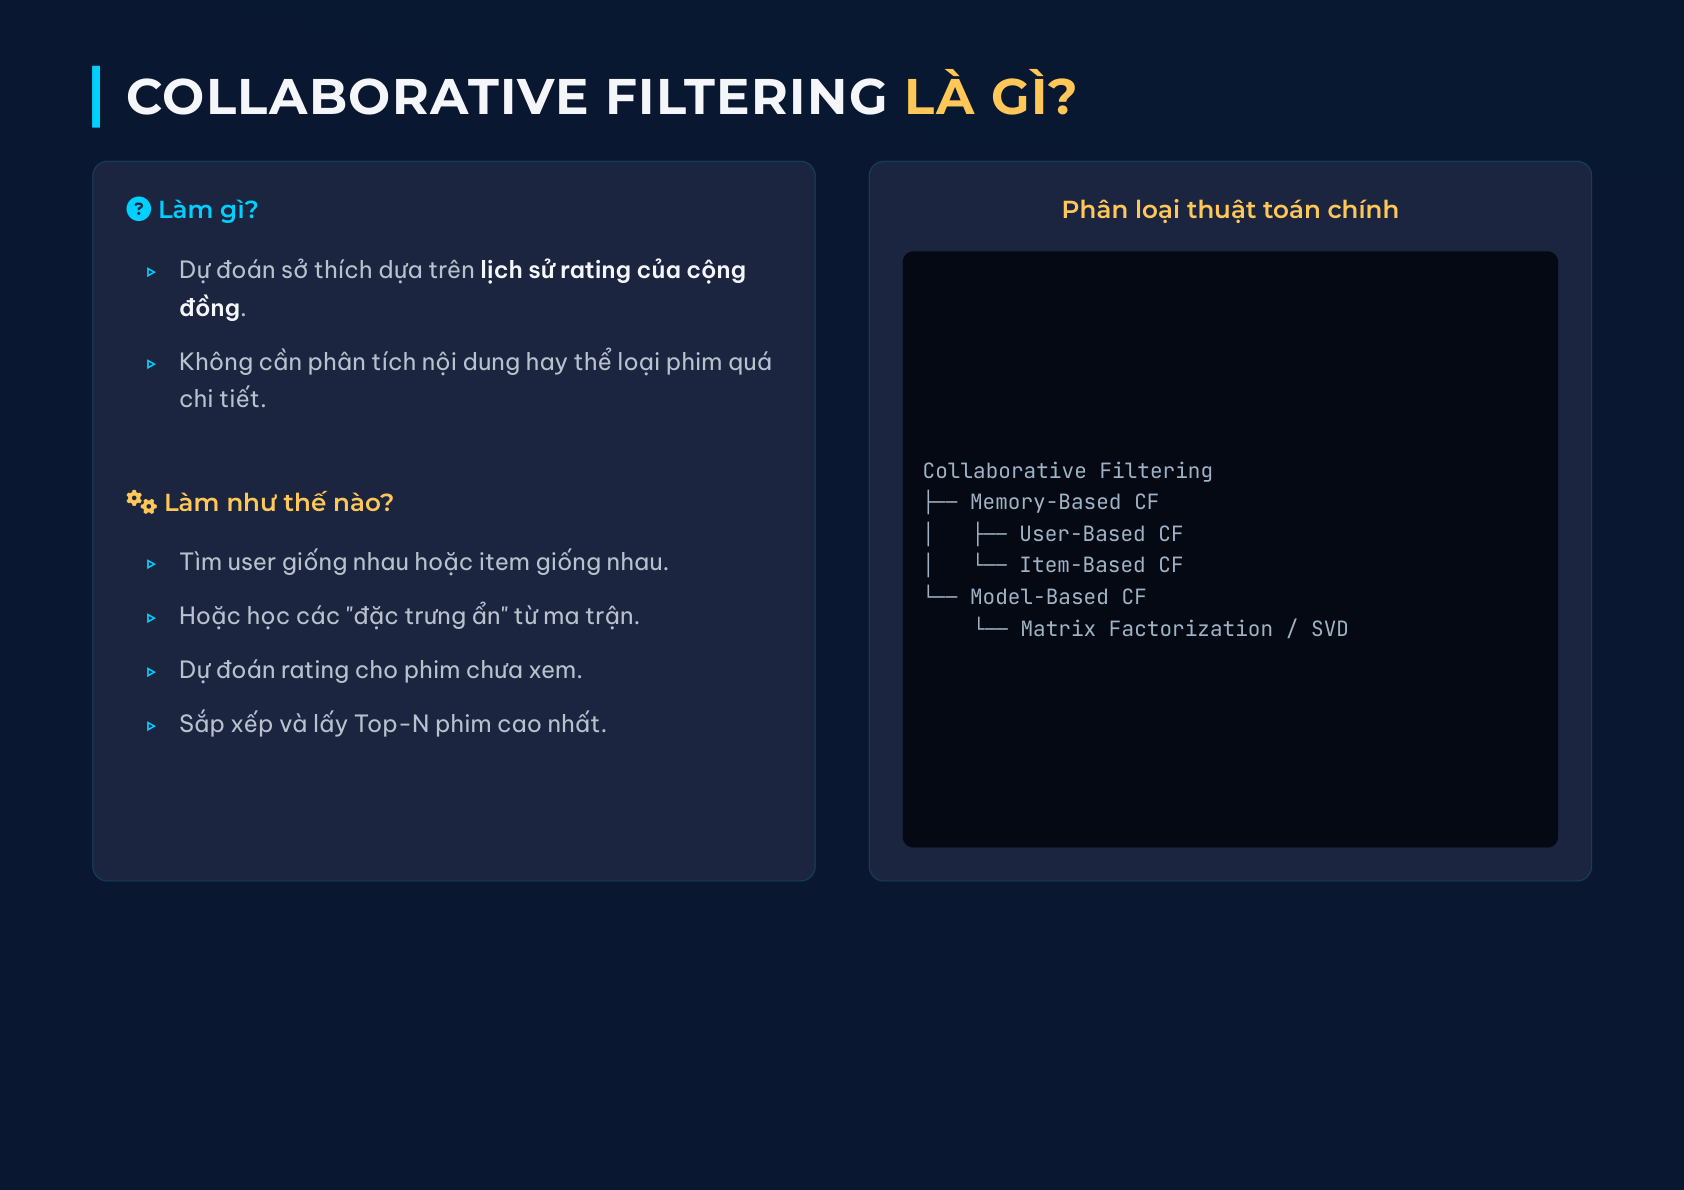 COLLABORATIVE FILTERING LÀ GÌ?
Làm gì?
Dự đoán sở thích dựa trên lịch sử rating của cộng
đồng.
Không cần phân tích nội dung hay thể loại phim quá
chi tiết.
Làm như thế nào?
Tìm user giống nhau hoặc item giống nhau.
Hoặc học các "đặc trưng ẩn" từ ma trận.
Dự đoán rating cho phim chưa xem.
Sắp xếp và lấy Top-N phim cao nhất.
Phân loại thuật toán chính
Collaborative Filtering
├── Memory-Based CF
│   ├── User-Based CF
│   └── Item-Based CF
└── Model-Based CF
    └── Matrix Factorization / SVD